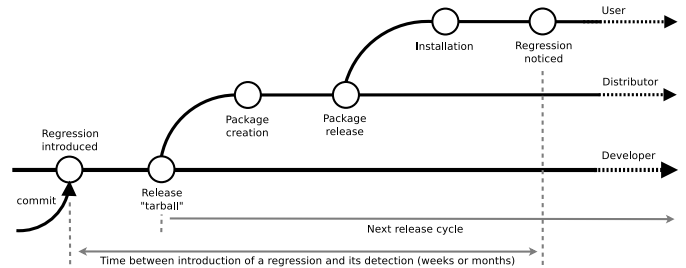 User
Installation
Regression
noticed
Distributor
Package
creation
Package
release
Regression
introduced
Developer
commit
Release
"tarball"
Next release cycle
Time between introduction of a regression and its detection (weeks or months)